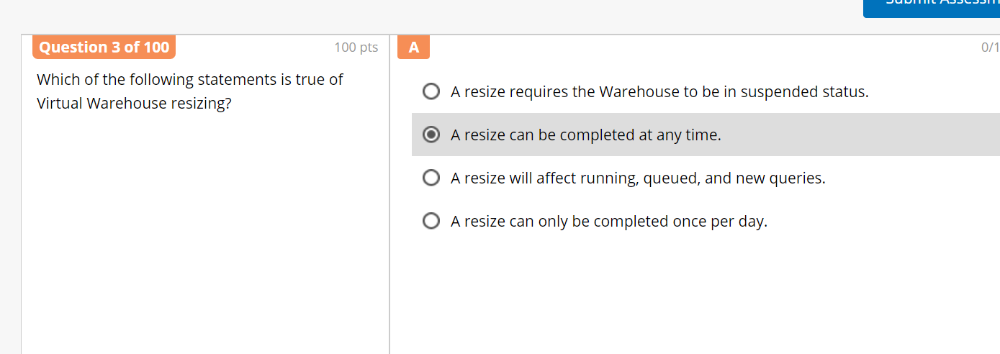 Question 3 of 100
100 pts
Which of the following statements is true of
Virtual Warehouse resizing?
A
0/1
A resize requires the Warehouse to be in suspended status.
A resize can be completed at any time.
A resize will affect running, queued, and new queries.
A resize can only be completed once per day.